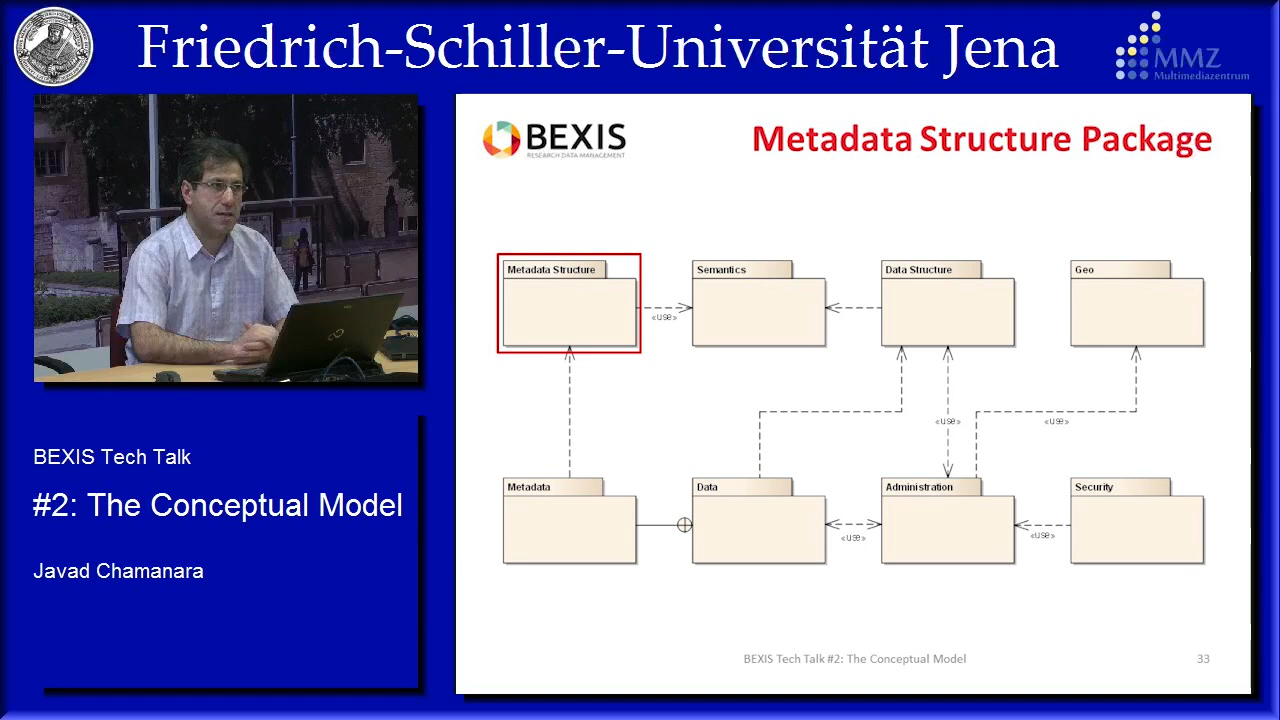 Friedrich-Schiller-Universität Jena
MMZ
Multimediazentrum
BEXIS
RESEARCH DATA MANAGEMENT
Metadata Structure Package
Metadata Structure
Semantics
Data Structure
Geo
«use»
«use»
«use»
Metadata
Data
Administration
Security
«use»
«use»
BEXIS Tech Talk
#2: The Conceptual Model
Javad Chamanara
BEXIS Tech Talk #2: The Conceptual Model
33